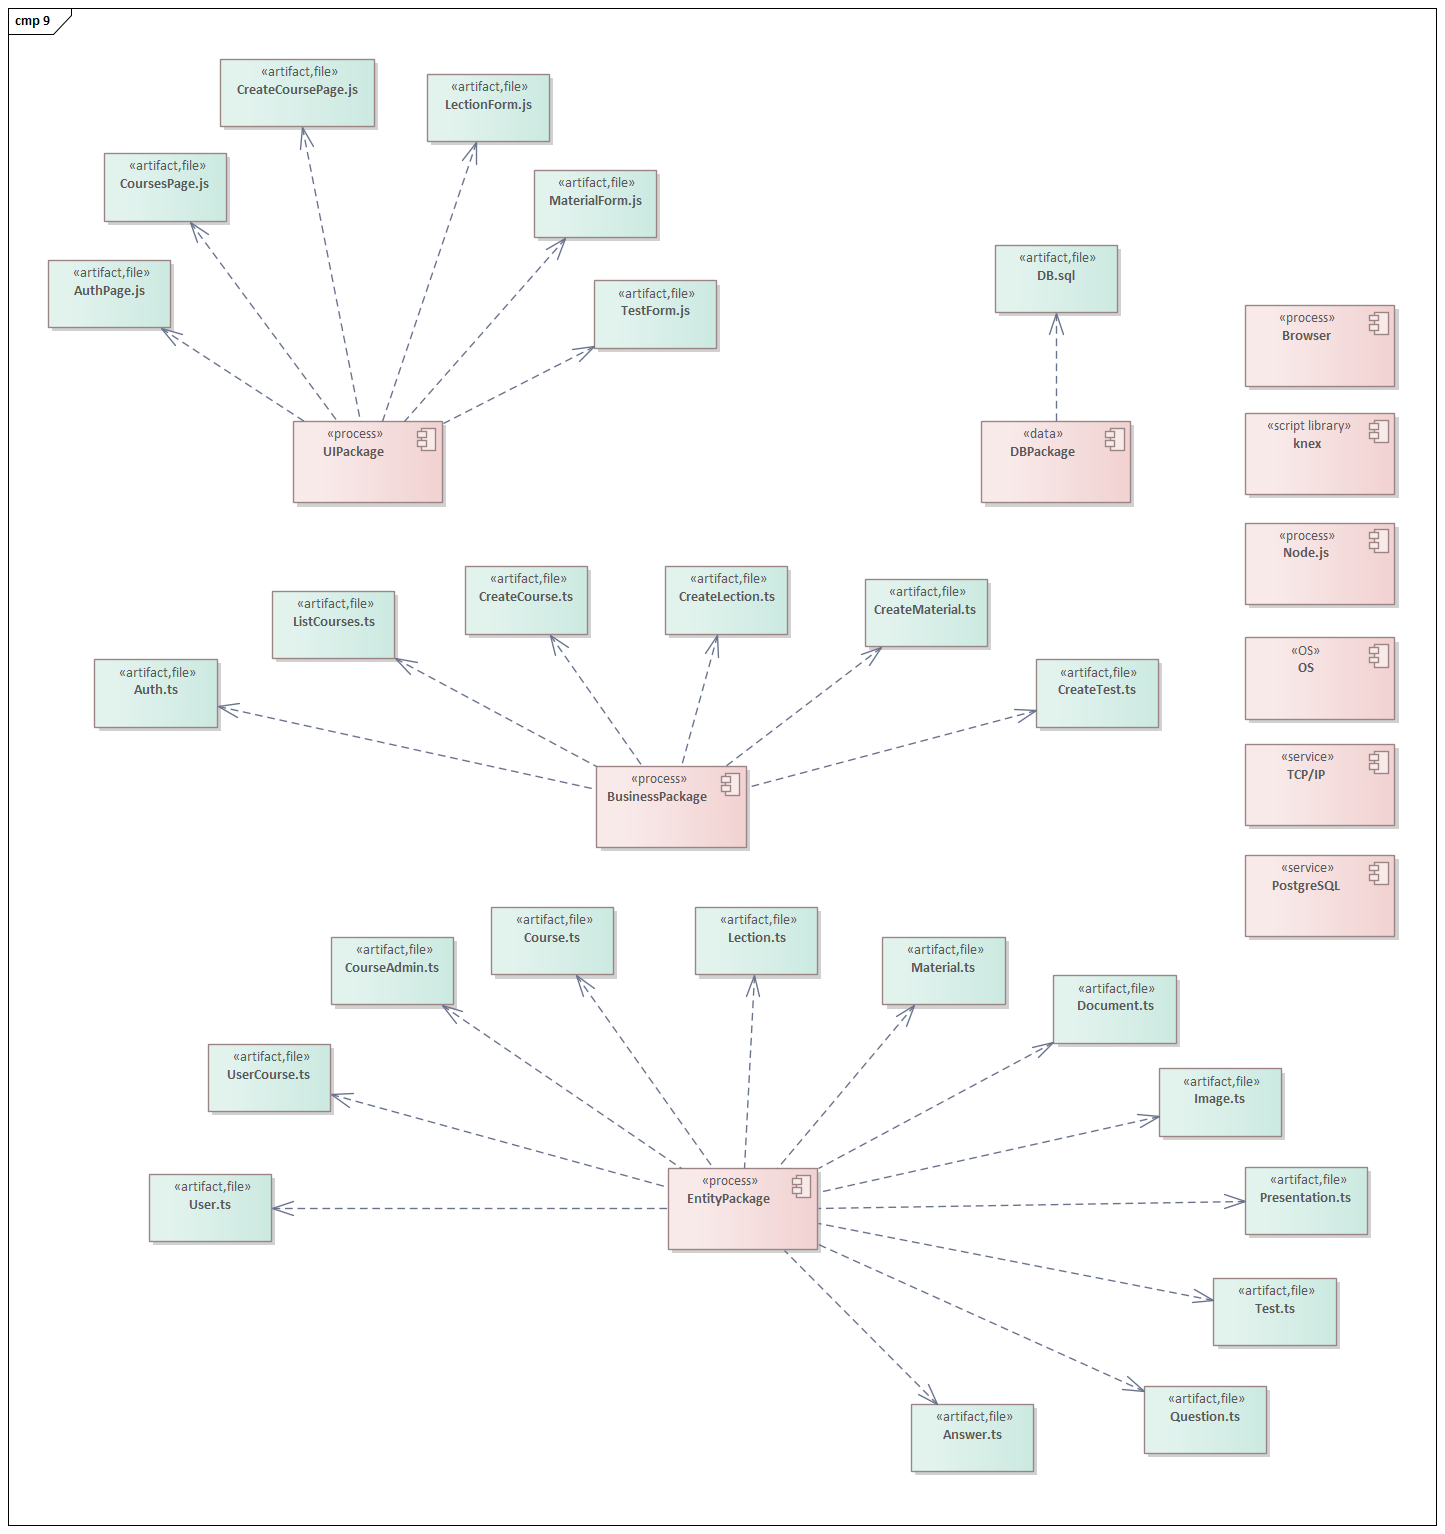 cmp 9
«artifact,file»
CreateCoursePage.js
«artifact,file»
LectionForm.js
«artifact,file»
CoursesPage.js
«artifact,file»
MaterialForm.js
«artifact,file»
AuthPage.js
«artifact,file»
TestForm.js
«process»
UIPackage
«artifact,file»
DB.sql
«data»
DBPackage
«process»
Browser
«script library»
knex
«process»
Node.js
«OS»
OS
«service»
TCP/IP
«service»
PostgreSQL
«artifact,file»
CreateCourse.ts
«artifact,file»
CreateLection.ts
«artifact,file»
CreateMaterial.ts
«artifact,file»
ListCourses.ts
«artifact,file»
Auth.ts
«artifact,file»
CreateTest.ts
«process»
BusinessPackage
«artifact,file»
Course.ts
«artifact,file»
Lection.ts
«artifact,file»
CourseAdmin.ts
«artifact,file»
Material.ts
«artifact,file»
Document.ts
«artifact,file»
UserCourse.ts
«artifact,file»
Image.ts
«artifact,file»
User.ts
«process»
EntityPackage
«artifact,file»
Presentation.ts
«artifact,file»
Test.ts
«artifact,file»
Question.ts
«artifact,file»
Answer.ts